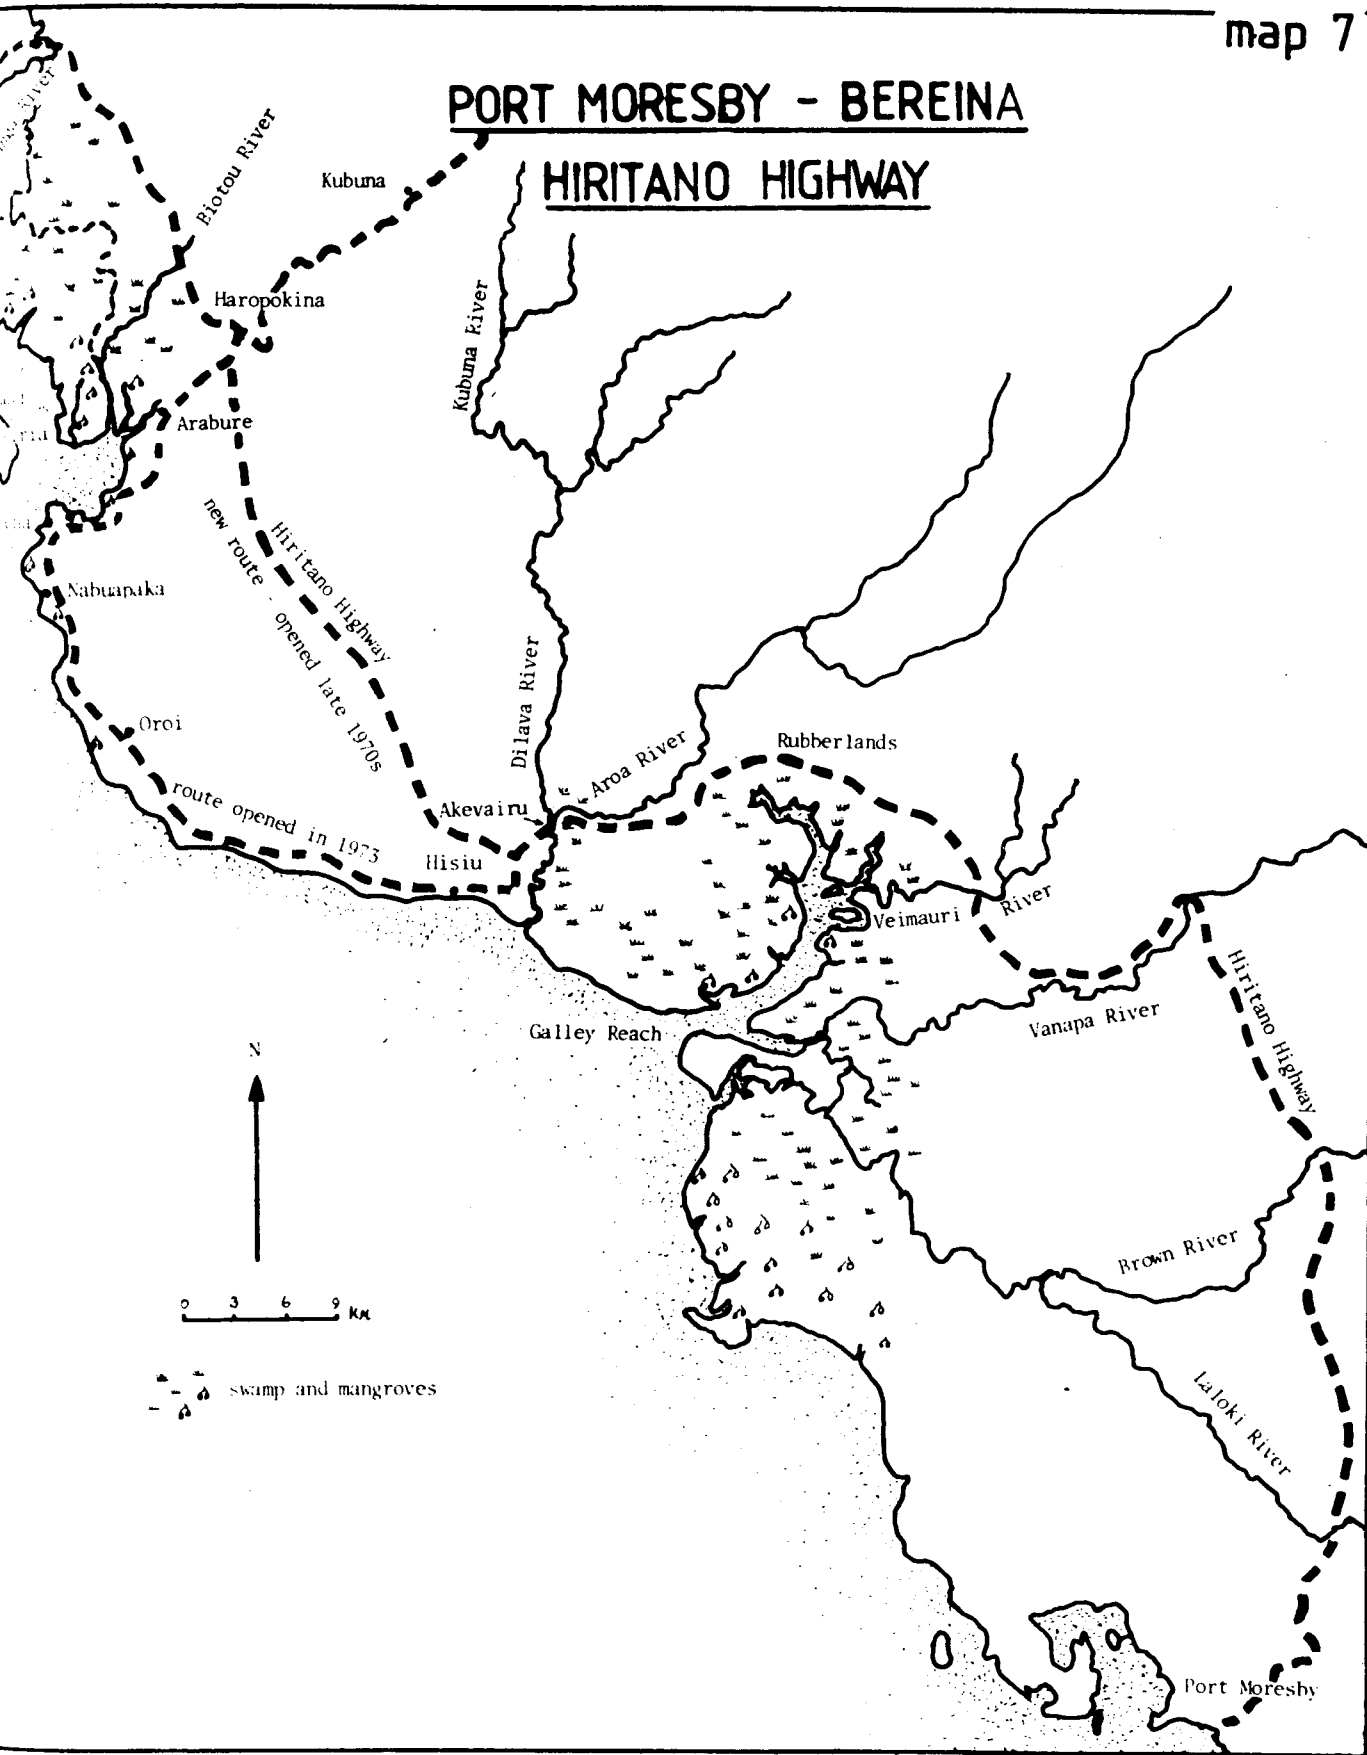 map 7
PORT MORESBY - BEREINA
HIRITANO HIGHWAY
River
Biotou River
Kubuna
Haropokina
Kubuna River
Arabure
new route - opened late 1970s
Hiritano Highway
Nabuapaka
Oroi
Dilava River
Aroa River
Rubberlands
route opened in 1973
Akevairu
Hisiu
Veimauri River
Galley Reach
Vanapa River
Hiritano Highway
N
Brown River
0 3 6 9 KM
swamp and mangroves
Laloki River
Port Moresby